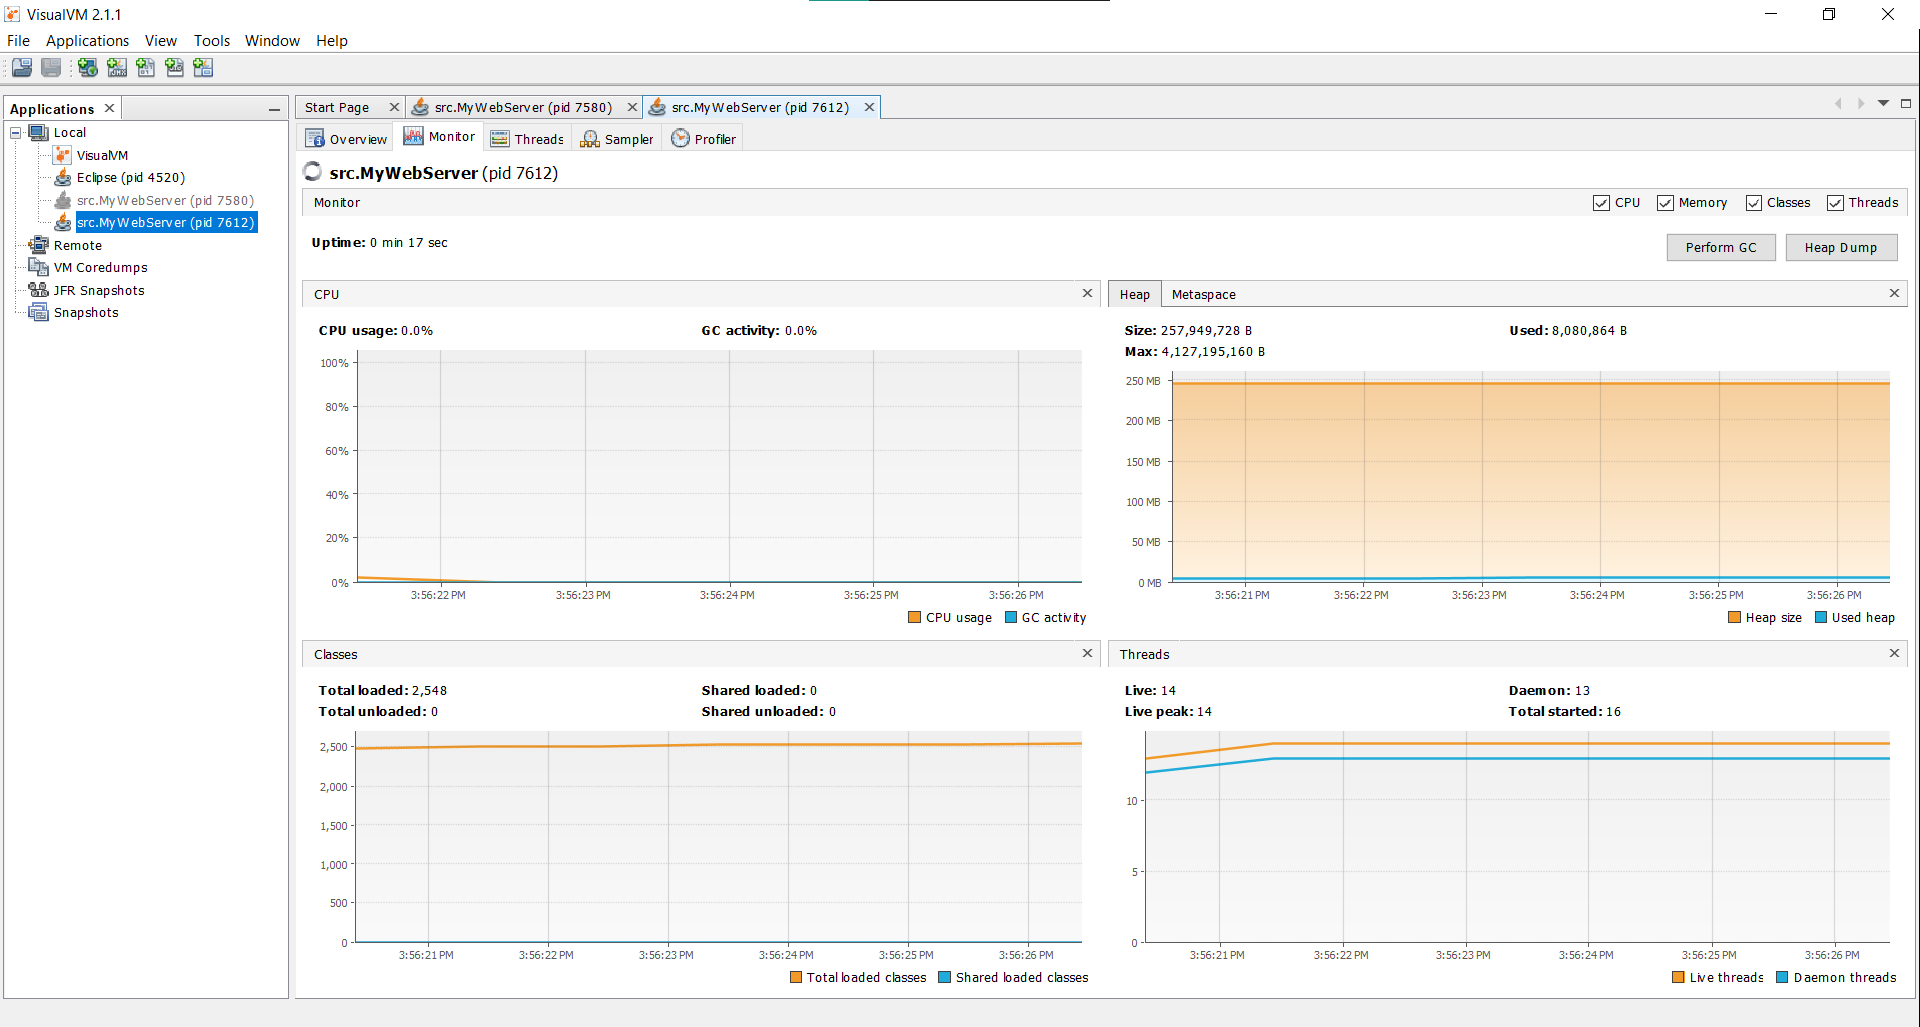 VisualVM 2.1.1
File Applications View Tools Window Help
Applications
Start Page
src.MyWebServer (pid 7580)
src.MyWebServer (pid 7612)
Local
VisualVM
Eclipse (pid 4520)
src.MyWebServer (pid 7580)
src.MyWebServer (pid 7612)
Remote
VM Coredumps
JFR Snapshots
Snapshots
Overview Monitor Threads Sampler Profiler
src.MyWebServer (pid 7612)
Monitor
CPU Memory Classes Threads
Uptime: 0 min 17 sec
Perform GC Heap Dump
CPU
CPU usage: 0.0% GC activity: 0.0%
100%
80%
60%
40%
20%
0%
3:56:22 PM 3:56:23 PM 3:56:24 PM 3:56:25 PM 3:56:26 PM
CPU usage GC activity
Heap Metaspace
Size: 257,949,728 B Used: 8,080,864 B
Max: 4,127,195,160 B
250 MB
200 MB
150 MB
100 MB
50 MB
0 MB
3:56:21 PM 3:56:22 PM 3:56:23 PM 3:56:24 PM 3:56:25 PM 3:56:26 PM
Heap size Used heap
Classes
Total loaded: 2,548 Shared loaded: 0
Total unloaded: 0 Shared unloaded: 0
2,500
2,000
1,500
1,000
500
0
3:56:21 PM 3:56:22 PM 3:56:23 PM 3:56:24 PM 3:56:25 PM 3:56:26 PM
Total loaded classes Shared loaded classes
Threads
Live: 14 Daemon: 13
Live peak: 14 Total started: 16
10
5
0
3:56:21 PM 3:56:22 PM 3:56:23 PM 3:56:24 PM 3:56:25 PM 3:56:26 PM
Live threads Daemon threads